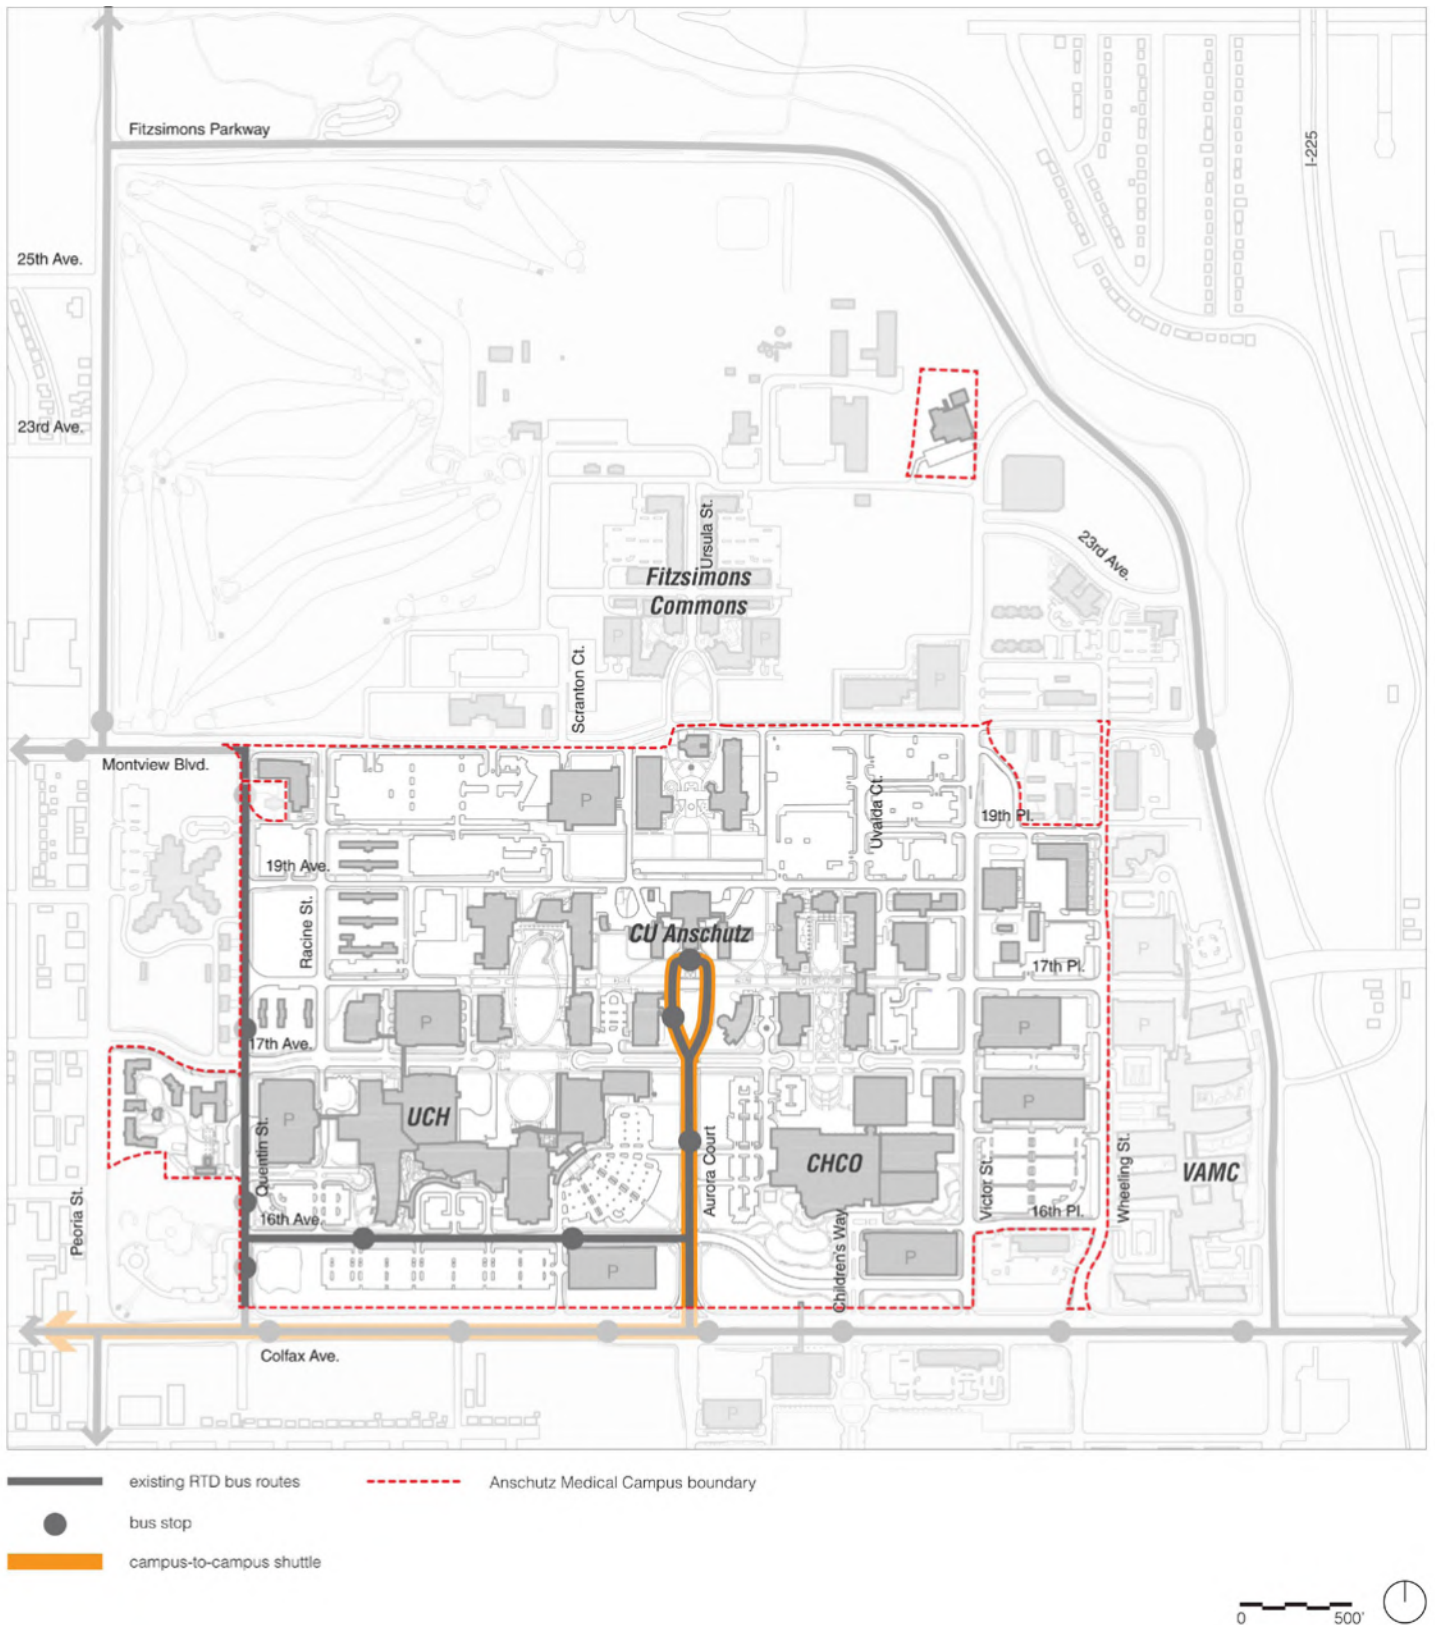 Fitzsimons Parkway
I-225
25th Ave.
23rd Ave.
Ursula St.
23rd Ave.
Fitzsimons
Commons
P
P
P
Scranton Ct.
Montview Blvd.
P
Uvalda Ct.
19th Pl.
19th Ave.
Racine St.
CU Anschutz
P
17th Pl.
P
P
P
17th Ave.
P
UCH
P
Quentin St.
Aurora Court
CHCO
Victor St.
Wheeling St.
VAMC
Peoria St.
16th Ave.
16th Pl.
Children's Way
P
P
Colfax Ave.
P
existing RTD bus routes
Anschutz Medical Campus boundary
bus stop
campus-to-campus shuttle
0 500'